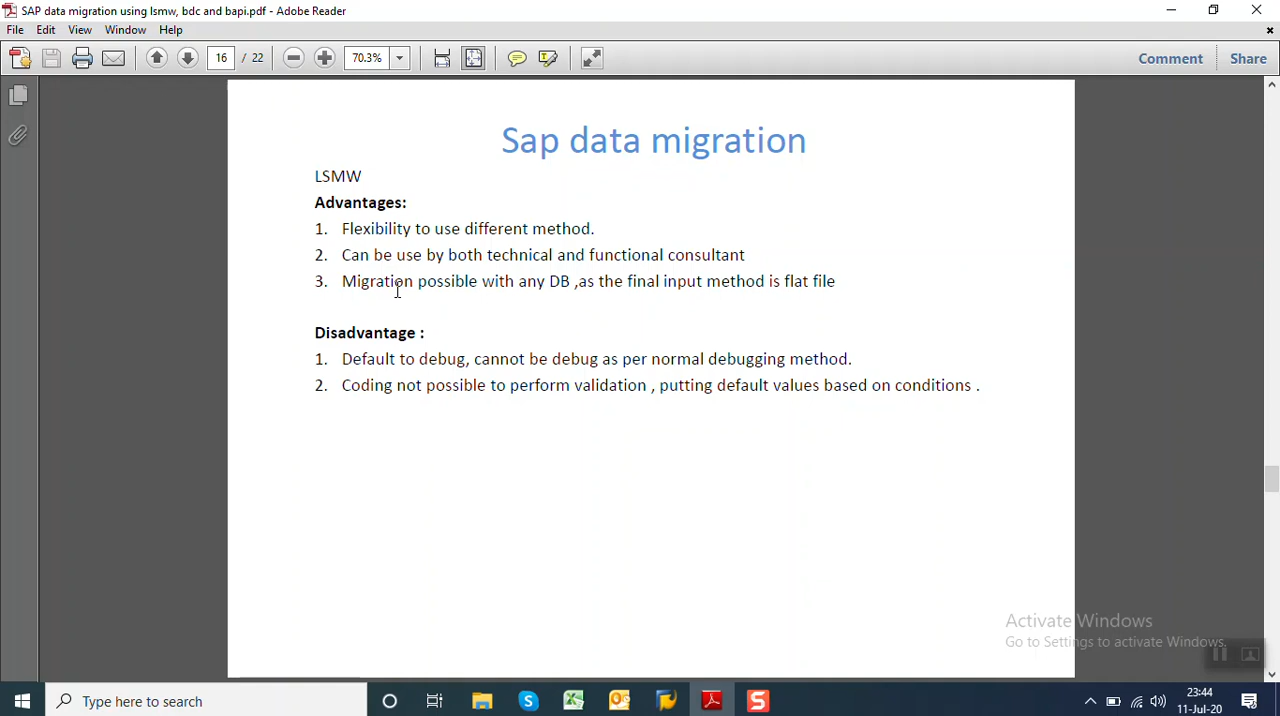 SAP data migration using lsmw, bdc and bapi.pdf - Adobe Reader
File Edit View Window Help
16 / 22 70.3% Comment Share
Sap data migration
LSMW
Advantages:
1. Flexibility to use different method.
2. Can be use by both technical and functional consultant
3. Migration possible with any DB ,as the final input method is flat file
Disadvantage :
1. Default to debug, cannot be debug as per normal debugging method.
2. Coding not possible to perform validation , putting default values based on conditions .
Activate Windows
Go to Settings to activate Windows.
Type here to search
23:44
11-Jul-20